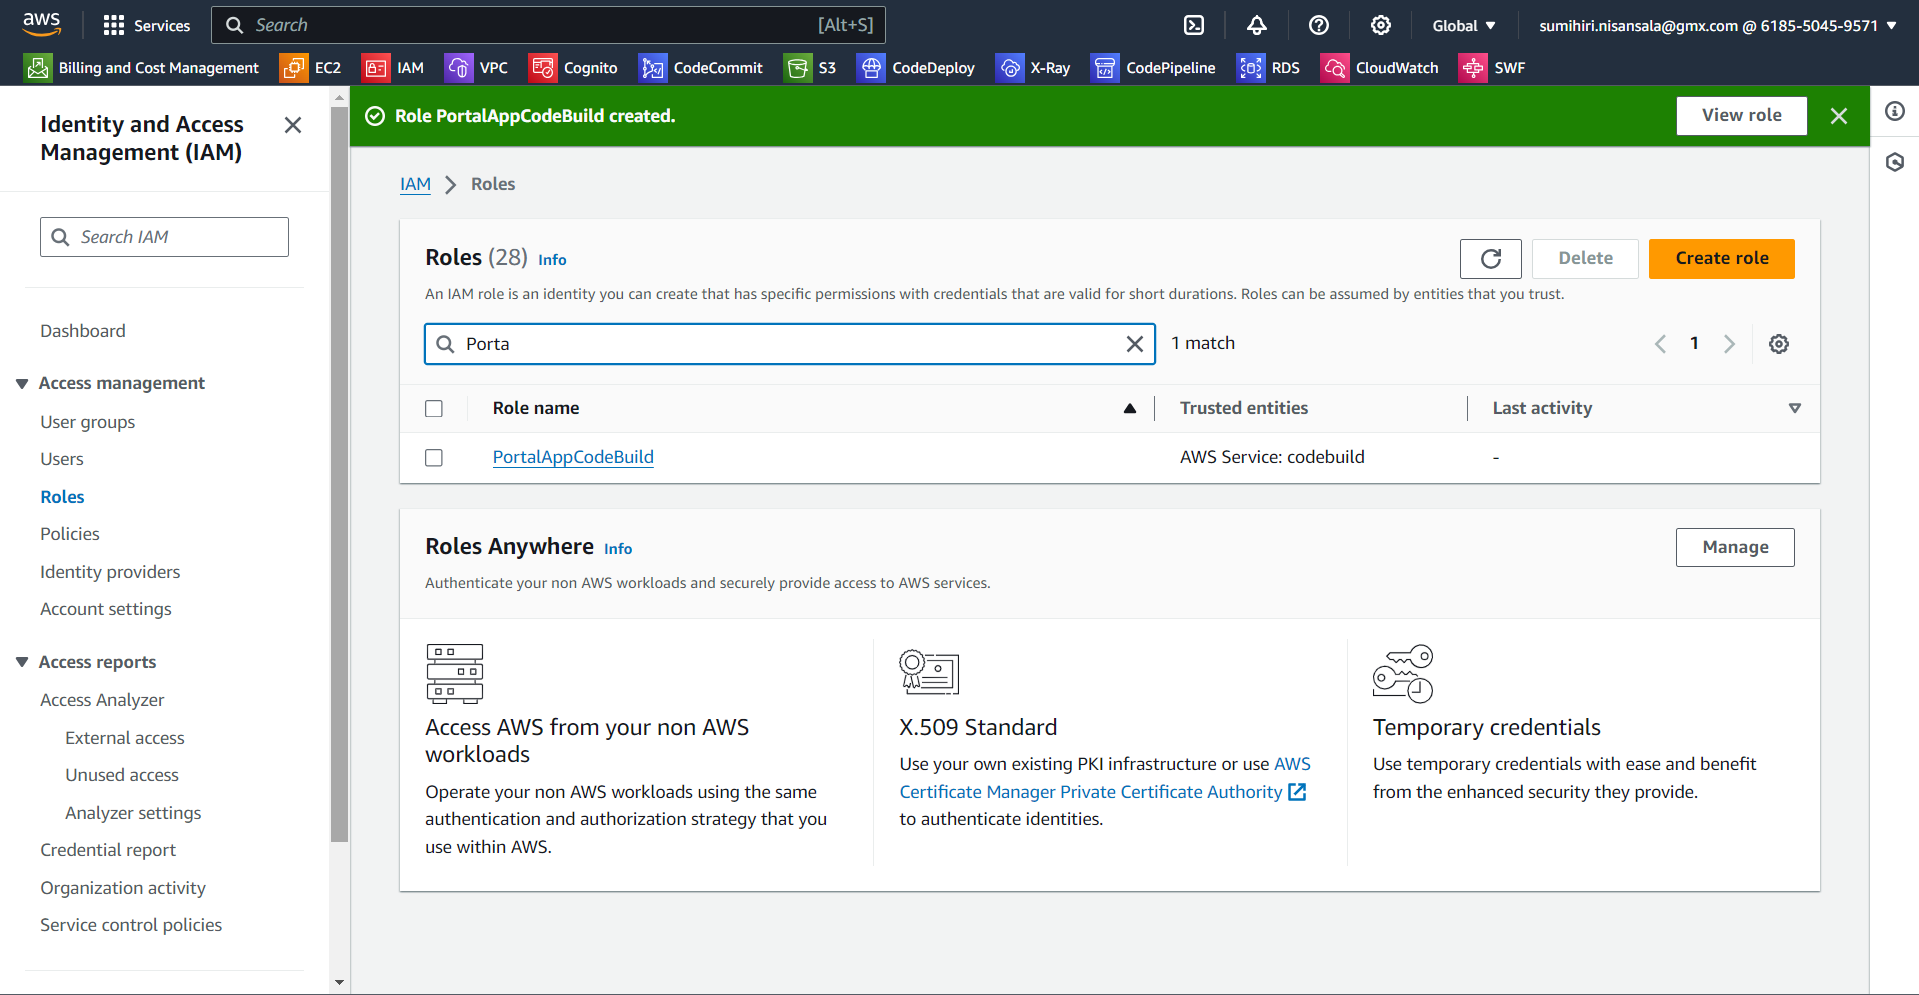 aws
Services
Search
[Alt+S]
Global
sumihiri.nisansala@gmx.com @ 6185-5045-9571
Billing and Cost Management
EC2
IAM
VPC
Cognito
CodeCommit
S3
CodeDeploy
X-Ray
CodePipeline
RDS
CloudWatch
SWF
Identity and Access
Management (IAM)
Search IAM
Dashboard
Access management
User groups
Users
Roles
Policies
Identity providers
Account settings
Access reports
Access Analyzer
External access
Unused access
Analyzer settings
Credential report
Organization activity
Service control policies
Role PortalAppCodeBuild created.
View role
IAM
Roles
Roles (28) Info
Delete
Create role
An IAM role is an identity you can create that has specific permissions with credentials that are valid for short durations. Roles can be assumed by entities that you trust.
Porta
1 match
1
Role name
Trusted entities
Last activity
PortalAppCodeBuild
AWS Service: codebuild
-
Roles Anywhere Info
Manage
Authenticate your non AWS workloads and securely provide access to AWS services.
Access AWS from your non AWS
workloads
Operate your non AWS workloads using the same
authentication and authorization strategy that you
use within AWS.
X.509 Standard
Use your own existing PKI infrastructure or use AWS
Certificate Manager Private Certificate Authority
to authenticate identities.
Temporary credentials
Use temporary credentials with ease and benefit
from the enhanced security they provide.